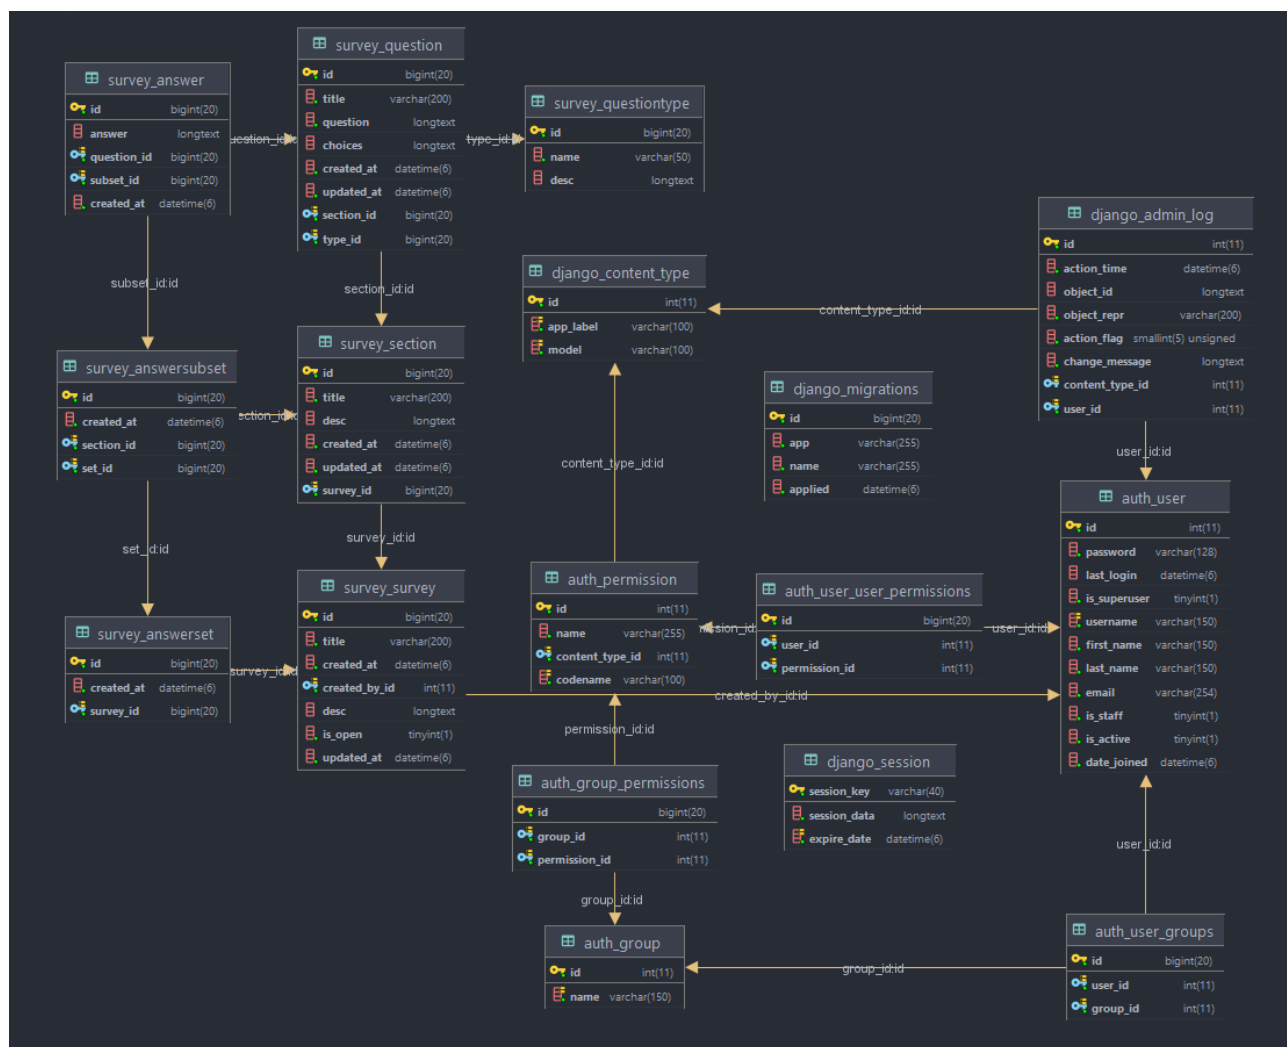 survey_answer
id bigint(20)
answer longtext
question_id bigint(20)
subset_id bigint(20)
created_at datetime(6)
survey_question
id bigint(20)
title varchar(200)
question longtext
choices longtext
created_at datetime(6)
updated_at datetime(6)
section_id bigint(20)
type_id bigint(20)
survey_questiontype
id bigint(20)
name varchar(50)
desc longtext
type_id:id
subset_id:id
section_id:id
django_content_type
id int(11)
app_label varchar(100)
model varchar(100)
content_type_id:id
django_admin_log
id int(11)
action_time datetime(6)
object_id longtext
object_repr varchar(200)
action_flag smallint(5) unsigned
change_message longtext
content_type_id int(11)
user_id int(11)
user_id:id
survey_answersubset
id bigint(20)
created_at datetime(6)
section_id bigint(20)
set_id bigint(20)
survey_section
id bigint(20)
title varchar(200)
desc longtext
created_at datetime(6)
updated_at datetime(6)
survey_id bigint(20)
django_migrations
id bigint(20)
app varchar(255)
name varchar(255)
applied datetime(6)
content_type_id:id
set_id:id
survey_id:id
auth_user
id int(11)
password varchar(128)
last_login datetime(6)
is_superuser tinyint(1)
username varchar(150)
first_name varchar(150)
last_name varchar(150)
email varchar(254)
is_staff tinyint(1)
is_active tinyint(1)
date_joined datetime(6)
survey_answerset
id bigint(20)
created_at datetime(6)
survey_id bigint(20)
survey_id:id
survey_survey
id bigint(20)
title varchar(200)
created_at datetime(6)
created_by_id int(11)
desc longtext
is_open tinyint(1)
updated_at datetime(6)
auth_permission
id int(11)
name varchar(255)
content_type_id int(11)
codename varchar(100)
auth_user_user_permissions
id bigint(20)
user_id int(11)
permission_id int(11)
user_id:id
created_by_id:id
permission_id:id
django_session
session_key varchar(40)
session_data longtext
expire_date datetime(6)
auth_group_permissions
id bigint(20)
group_id int(11)
permission_id int(11)
group_id:id
user_id:id
auth_group
id int(11)
name varchar(150)
group_id:id
auth_user_groups
id bigint(20)
user_id int(11)
group_id int(11)